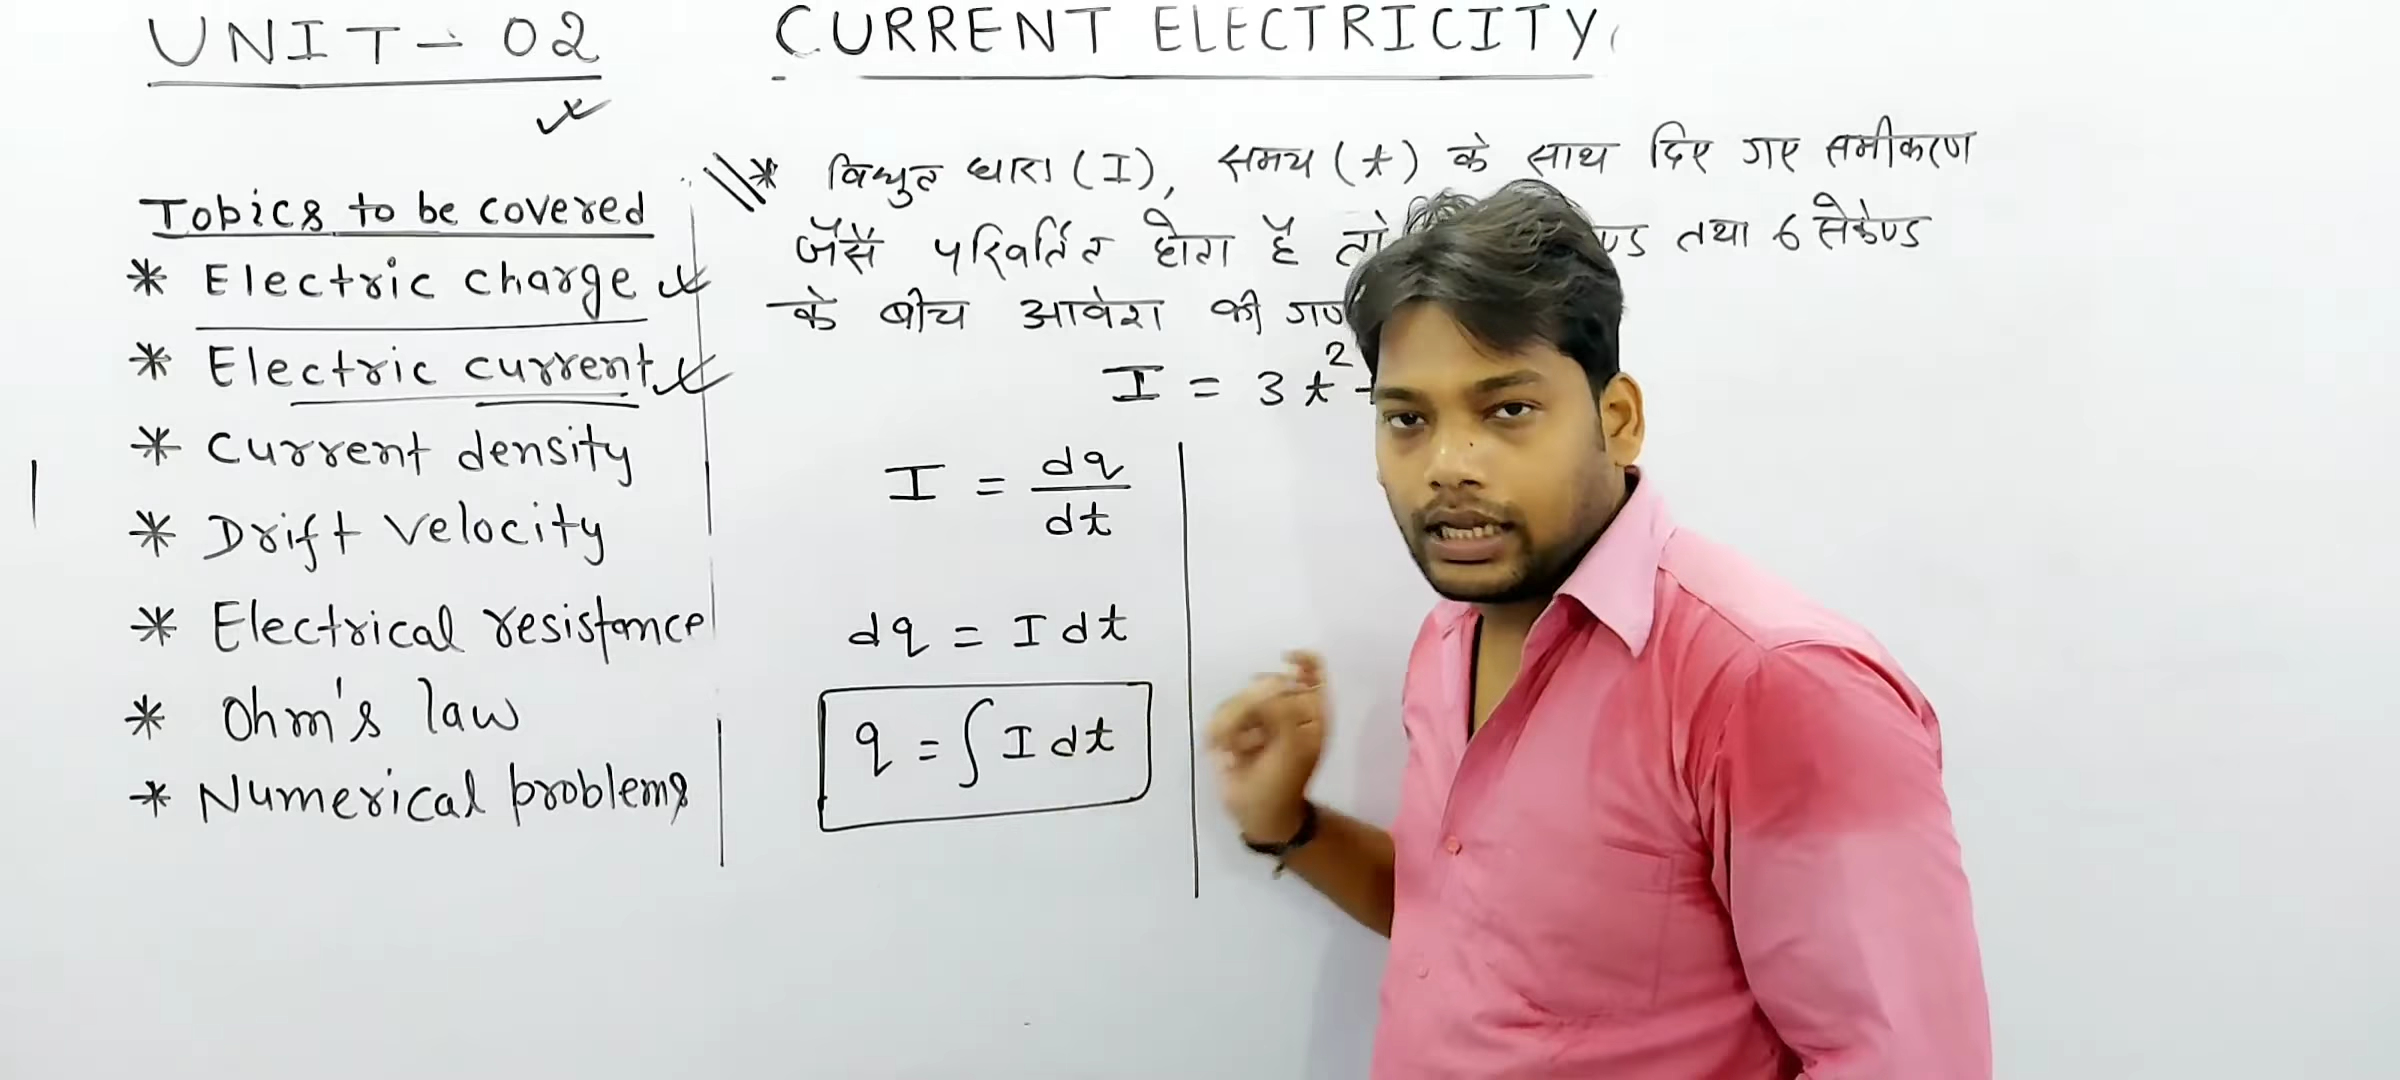 UNIT - 02
CURRENT ELECTRICITY
Topics to be covered
* Electric charge
* Electric current
* Current density
* Drift velocity
* Electrical resistance
* Ohm's law
* Numerical problems
* विद्युत धारा (I), समय (t) के साथ दिए गए समीकरण
जैसे परिवर्तित होता है तो तथा 6 सेकेण्ड
के बीच आवेश की
I = 3t²
I = dq/dt
dq = I dt
q = ∫ I dt